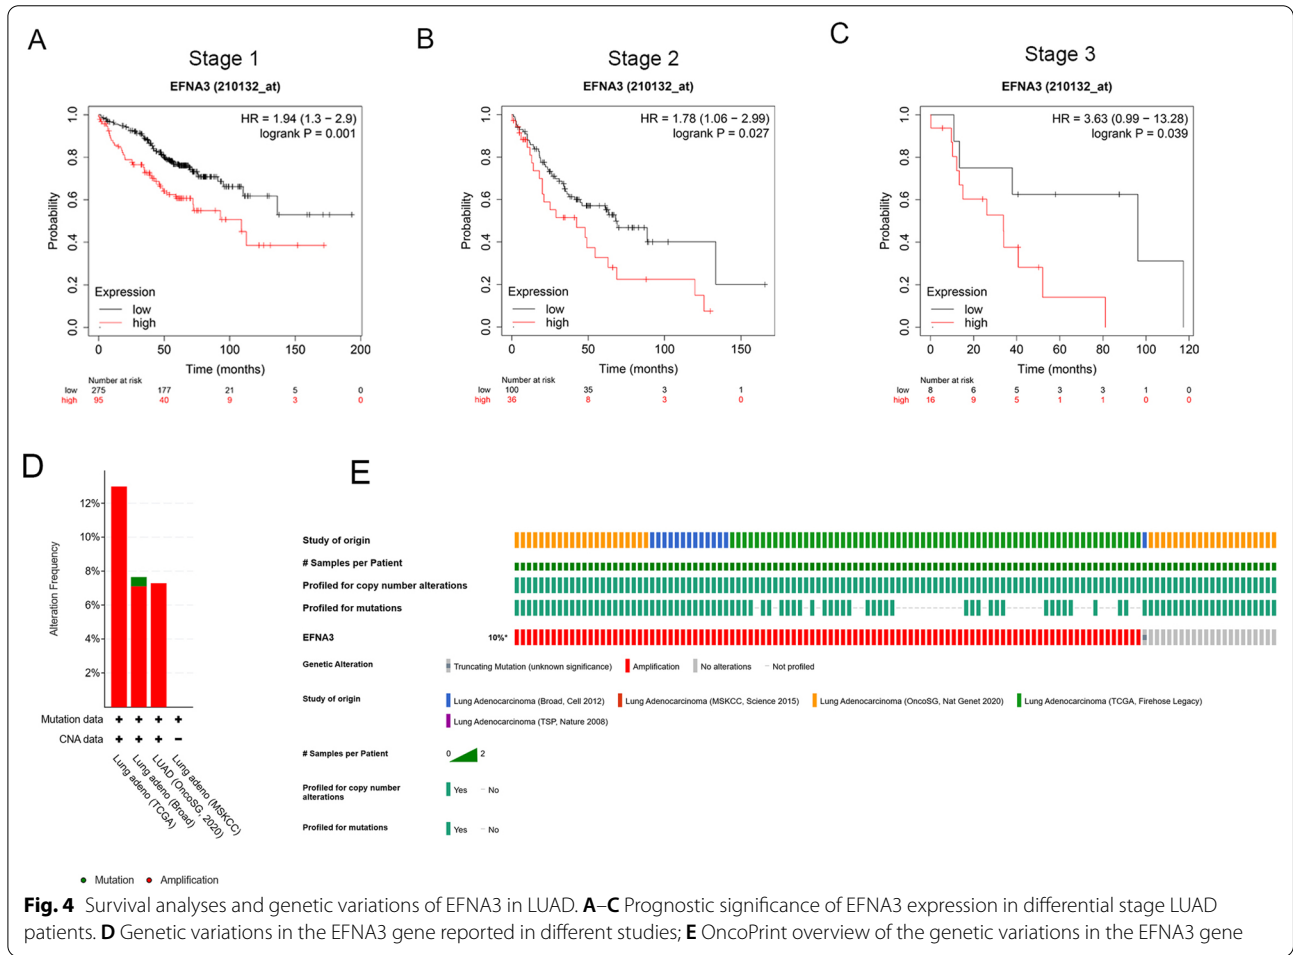 A
Stage 1
EFNA3 (210132_at)
HR = 1.94 (1.3 − 2.9)
logrank P = 0.001
Probability
1.0
0.8
0.6
0.4
0.2
0.0
Expression
low
high
0 50 100 150 200
Time (months)
Number at risk
low 275 177 21 5 0
high 95 40 9 3 0
B
Stage 2
EFNA3 (210132_at)
HR = 1.78 (1.06 − 2.99)
logrank P = 0.027
Probability
1.0
0.8
0.6
0.4
0.2
0.0
Expression
low
high
0 50 100 150
Time (months)
Number at risk
low 100 35 3 1
high 36 8 3 0
C
Stage 3
EFNA3 (210132_at)
HR = 3.63 (0.99 − 13.28)
logrank P = 0.039
Probability
1.0
0.8
0.6
0.4
0.2
0.0
Expression
low
high
0 20 40 60 80 100 120
Time (months)
Number at risk
low 8 6 5 3 3 1 0
high 16 9 5 1 1 0 0
D
Alteration Frequency
12%
10%
8%
6%
4%
2%
Mutation data + + + +
CNA data + + + −
Lung adeno (TCGA)
Lung adeno (Broad)
LUAD (OncoSG, 2020)
Lung adeno (MSKCC)
Mutation Amplification
E
Study of origin
# Samples per Patient
Profiled for copy number alterations
Profiled for mutations
EFNA3 10%*
Genetic Alteration Truncating Mutation (unknown significance) Amplification No alterations Not profiled
Study of origin Lung Adenocarcinoma (Broad, Cell 2012) Lung Adenocarcinoma (MSKCC, Science 2015) Lung Adenocarcinoma (OncoSG, Nat Genet 2020) Lung Adenocarcinoma (TCGA, Firehose Legacy)
Lung Adenocarcinoma (TSP, Nature 2008)
# Samples per Patient 0 2
Profiled for copy number
alterations Yes No
Profiled for mutations Yes No
Fig. 4 Survival analyses and genetic variations of EFNA3 in LUAD. A–C Prognostic significance of EFNA3 expression in differential stage LUAD
patients. D Genetic variations in the EFNA3 gene reported in different studies; E OncoPrint overview of the genetic variations in the EFNA3 gene